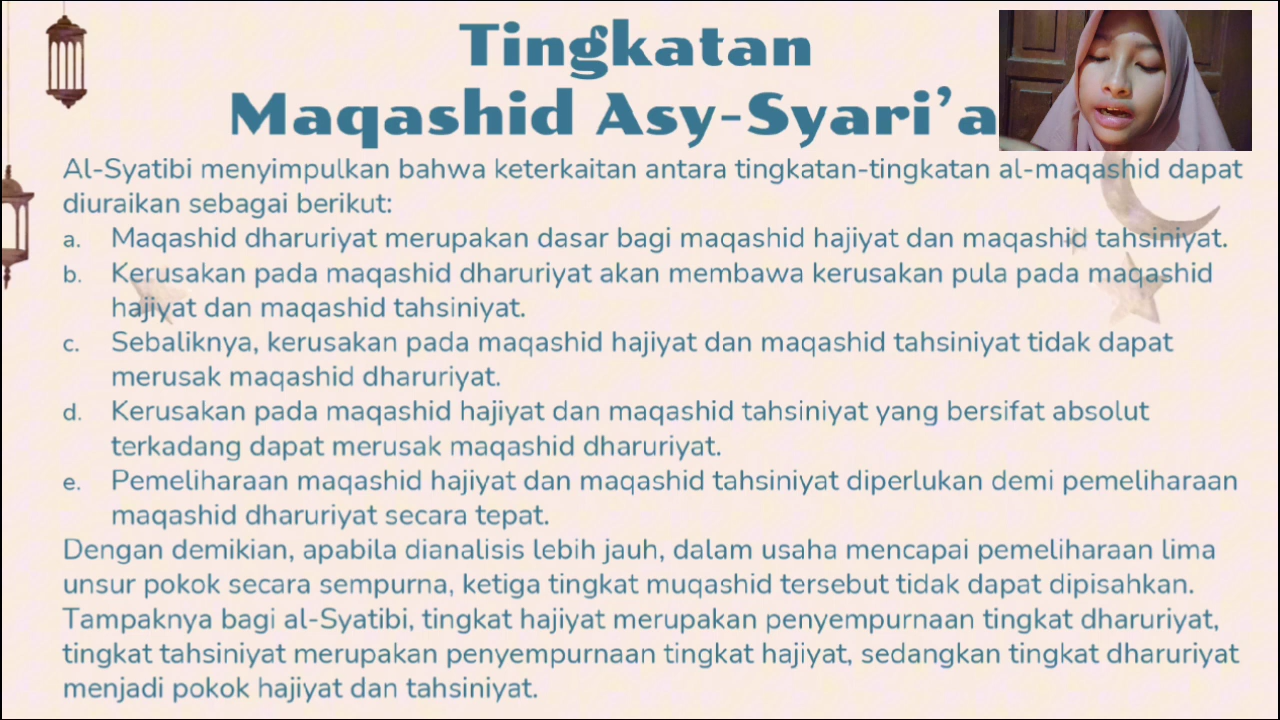 Tingkatan
Maqashid Asy-Syari'a
Al-Syatibi menyimpulkan bahwa keterkaitan antara tingkatan-tingkatan al-maqashid dapat
diuraikan sebagai berikut:
a. Maqashid dharuriyat merupakan dasar bagi maqashid hajiyat dan maqashid tahsiniyat.
b. Kerusakan pada maqashid dharuriyat akan membawa kerusakan pula pada maqashid
hajiyat dan maqashid tahsiniyat.
c. Sebaliknya, kerusakan pada maqashid hajiyat dan maqashid tahsiniyat tidak dapat
merusak maqashid dharuriyat.
d. Kerusakan pada maqashid hajiyat dan maqashid tahsiniyat yang bersifat absolut
terkadang dapat merusak maqashid dharuriyat.
e. Pemeliharaan maqashid hajiyat dan maqashid tahsiniyat diperlukan demi pemeliharaan
maqashid dharuriyat secara tepat.
Dengan demikian, apabila dianalisis lebih jauh, dalam usaha mencapai pemeliharaan lima
unsur pokok secara sempurna, ketiga tingkat muqashid tersebut tidak dapat dipisahkan.
Tampaknya bagi al-Syatibi, tingkat hajiyat merupakan penyempurnaan tingkat dharuriyat,
tingkat tahsiniyat merupakan penyempurnaan tingkat hajiyat, sedangkan tingkat dharuriyat
menjadi pokok hajiyat dan tahsiniyat.